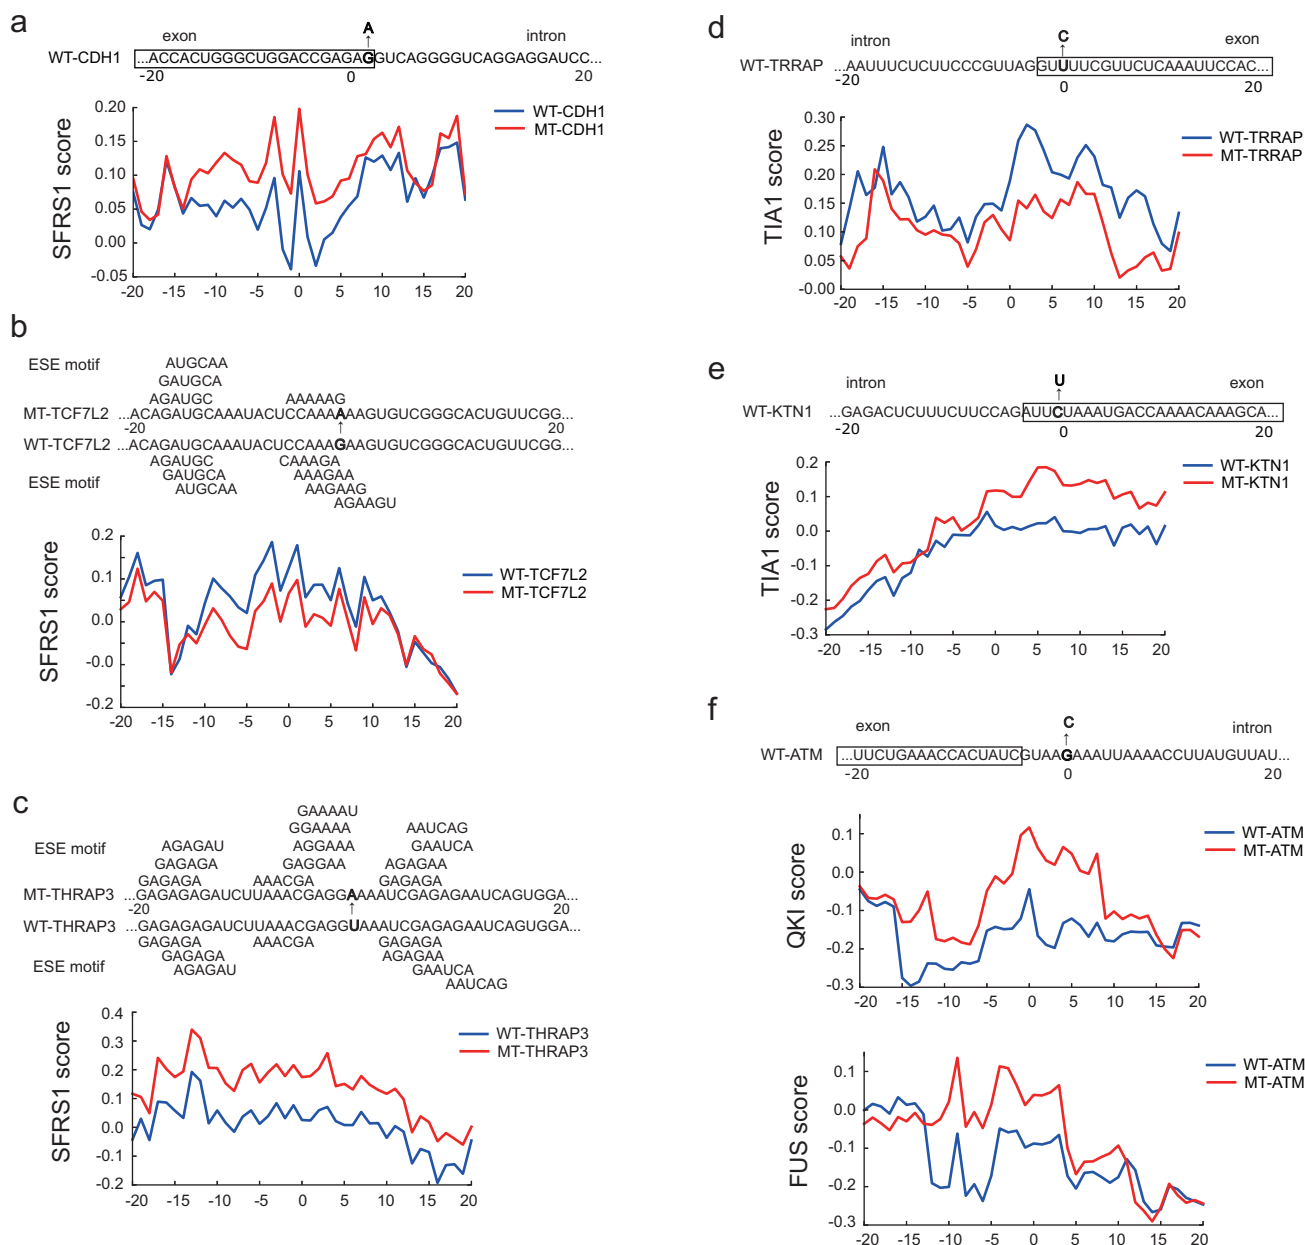 a
A
exon
intron
WT-CDH1
...ACCACUGGGCUGGACCGAGAGGUCAGGGGUCAGGAGGAUCC...
-20 0 20
SFRS1 score
0.20
0.15
0.10
0.05
0.00
-0.05
-20 -15 -10 -5 0 5 10 15 20
WT-CDH1
MT-CDH1
b
ESE motif
AUGCAA
GAUGCA
AGAUGC AAAAAG
MT-TCF7L2 ...ACAGAUGCAAAUACUCCAAAAAAGUGUCGGGCACUGUUCGG...
-20 20
WT-TCF7L2 ...ACAGAUGCAAAUACUCCAAAGAAGUGUCGGGCACUGUUCGG...
AGAUGC CAAAGA
GAUGCA AAAGAA
ESE motif
AUGCAA AAGAAG
AGAAGU
SFRS1 score
0.2
0.1
0.0
-0.0
-0.2
-20 -15 -10 -5 0 5 10 15 20
WT-TCF7L2
MT-TCF7L2
c
GAAAAU
GGAAAA AAUCAG
ESE motif
AGAGAU AGGAAA GAAUCA
GAGAGA GAGGAA AGAGAA
GAGAGA AAACGA GAGAGA
MT-THRAP3 ...GAGAGAGAUCUUAAACGAGGAAAAUCGAGAGAAUCAGUGGA...
-20 20
WT-THRAP3 ...GAGAGAGAUCUUAAACGAGGUAAAUCGAGAGAAUCAGUGGA...
GAGAGA AAACGA GAGAGA
GAGAGA AGAGAA
ESE motif
AGAGAU GAAUCA
AAUCAG
SFRS1 score
0.4
0.3
0.2
0.1
0.0
-0.1
-0.2
-20 -15 -10 -5 0 5 10 15 20
WT-THRAP3
MT-THRAP3
d
C
intron
exon
WT-TRRAP ...AAUUUCUCUUCCCGUUAGGUUUUCGUUCUCAAAUUCCAC...
-20 0 20
TIA1 score
0.30
0.25
0.20
0.15
0.10
0.05
-0.00
-20 -15 -10 -5 0 5 10 15 20
WT-TRRAP
MT-TRRAP
e
U
intron
exon
WT-KTN1 ...GAGACUCUUUCUUCCAGAUUCUAAAUGACCAAAACAAAGCA...
-20 0 20
TIA1 score
0.2
0.1
0.0
-0.1
-0.2
-0.3
-20 -15 -10 -5 0 5 10 15 20
WT-KTN1
MT-KTN1
f
C
exon
intron
WT-ATM ...UUCUGAAACCACUAUCGUAAGAAAUUAAAACCUUAUGUUAU...
-20 0 20
QKI score
0.1
0.0
-0.1
-0.2
-0.3
-20 -15 -10 -5 0 5 10 15 20
WT-ATM
MT-ATM
FUS score
0.1
0.0
-0.1
-0.2
-0.3
-20 -15 -10 -5 0 5 10 15 20
WT-ATM
MT-ATM